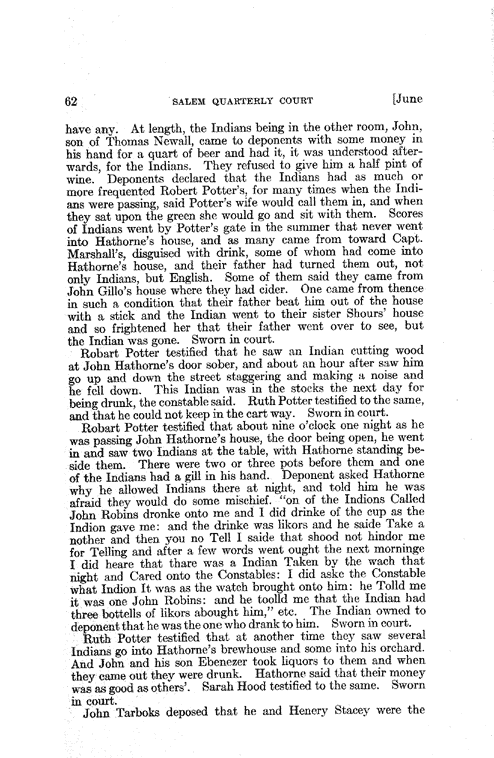 62 SALEM QUARTERLY COURT [June
have any. At length, the Indians being in the other room, John,
son of Thomas Newall, came to deponents with some money in
his hand for a quart of beer and had it, it was understood after-
wards, for the Indians. They refused to give him a half pint of
wine. Deponents declared that the Indians had as much or
more frequented Robert Potter's, for many times when the Indi-
ans were passing, said Potter's wife would call them in, and when
they sat upon the green she would go and sit with them. Scores
of Indians went by Potter's gate in the summer that never went
into Hathorne's house, and as many came from toward Capt.
Marshall's, disguised with drink, some of whom had come into
Hathorne's house, and their father had turned them out, not
only Indians, but English. Some of them said they came from
John Gillo's house where they had cider. One came from thence
in such a condition that their father beat him out of the house
with a stick and the Indian went to their sister Shours' house
and so frightened her that their father went over to see, but
the Indian was gone. Sworn in court.
Robart Potter testified that he saw an Indian cutting wood
at John Hathorne's door sober, and about an hour after saw him
go up and down the street staggering and making a noise and
he fell down. This Indian was in the stocks the next day for
being drunk, the constable said. Ruth Potter testified to the same,
and that he could not keep in the cart way. Sworn in court.
Robart Potter testified that about nine o'clock one night as he
was passing John Hathorne's house, the door being open, he went
in and saw two Indians at the table, with Hathorne standing be-
side them. There were two or three pots before them and one
of the Indians had a gill in his hand. Deponent asked Hathorne
why he allowed Indians there at night, and told him he was
afraid they would do some mischief. "on of the Indions Called
John Robins dronke onto me and I did drinke of the cup as the
Indion gave me: and the drinke was likors and he saide Take a
nother and then you no Tell I saide that shood not hindor me
for Telling and after a few words went ought the next morninge
I did heare that thare was a Indian Taken by the wach that
night and Cared onto the Constables: I did aske the Constable
what Indion It was as the watch brought onto him: he Tolld me
it was one John Robins: and he toolld me that the Indian had
three bottells of likors abought him," etc. The Indian owned to
deponent that he was the one who drank to him. Sworn in court.
Ruth Potter testified that at another time they saw several
Indians go into Hathorne's brewhouse and some into his orchard.
And John and his son Ebenezer took liquors to them and when
they came out they were drunk. Hathorne said that their money
was as good as others'. Sarah Hood testified to the same. Sworn
in court.
John Tarboks deposed that he and Henery Stacey were the